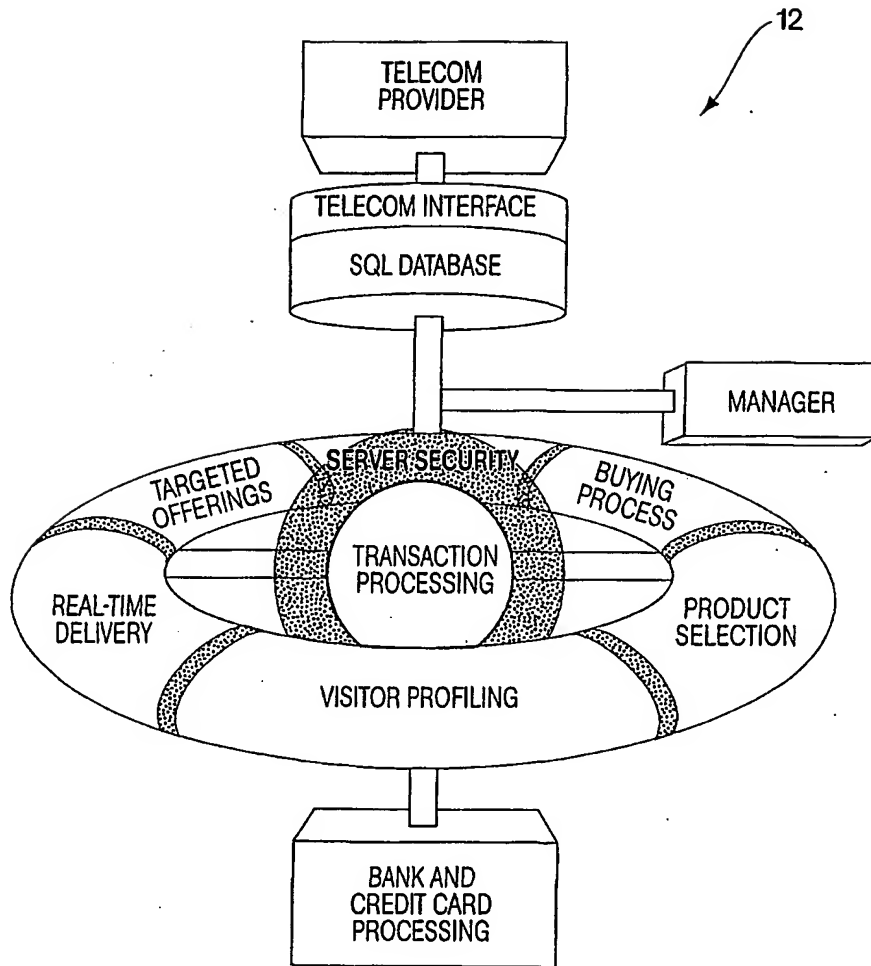 12
TELECOM
PROVIDER
TELECOM INTERFACE
SQL DATABASE
MANAGER
SERVER SECURITY
TARGETED
OFFERINGS
BUYING
PROCESS
TRANSACTION
PROCESSING
REAL-TIME
DELIVERY
PRODUCT
SELECTION
VISITOR PROFILING
BANK AND
CREDIT CARD
PROCESSING